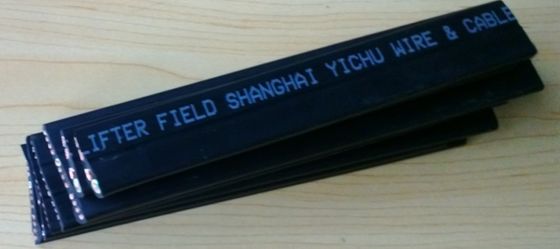 LIFTER FIELD SHANGHAI YICHU WIRE & CABLE